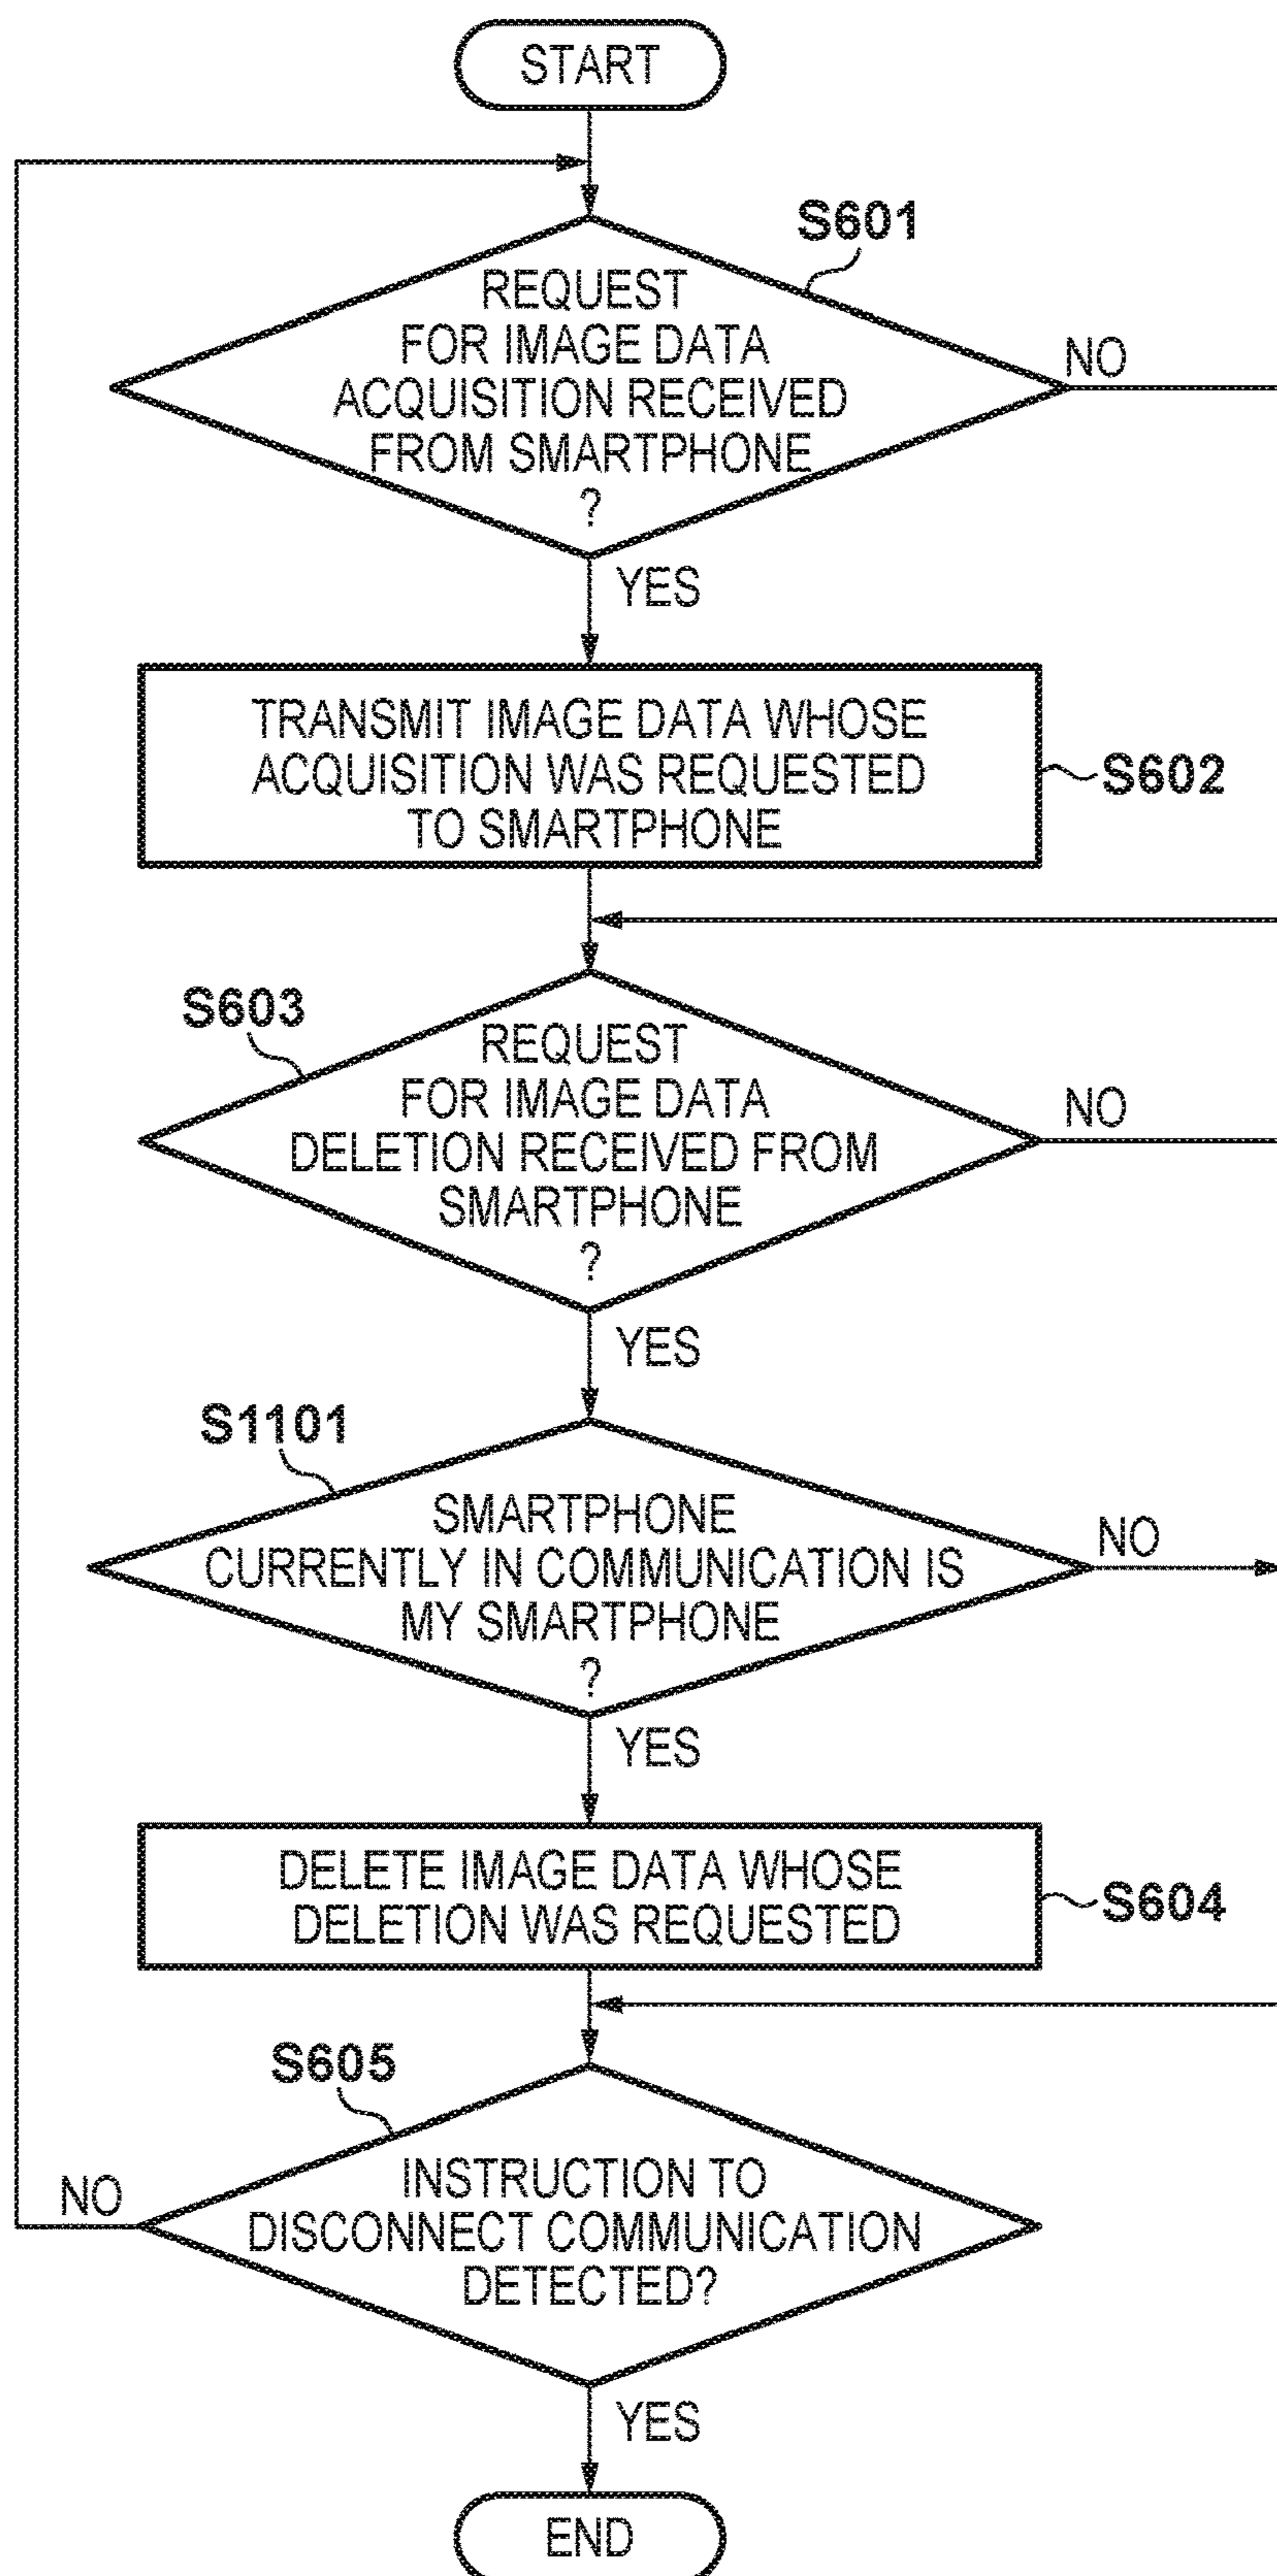 START
S601
REQUEST
FOR IMAGE DATA
ACQUISITION RECEIVED
FROM SMARTPHONE
?
NO
YES
TRANSMIT IMAGE DATA WHOSE
ACQUISITION WAS REQUESTED
TO SMARTPHONE
S602
S603
REQUEST
FOR IMAGE DATA
DELETION RECEIVED FROM
SMARTPHONE
?
NO
YES
S1101
SMARTPHONE
CURRENTLY IN COMMUNICATION IS
MY SMARTPHONE
?
NO
YES
DELETE IMAGE DATA WHOSE
DELETION WAS REQUESTED
S604
S605
INSTRUCTION TO
DISCONNECT COMMUNICATION
DETECTED?
NO
YES
END